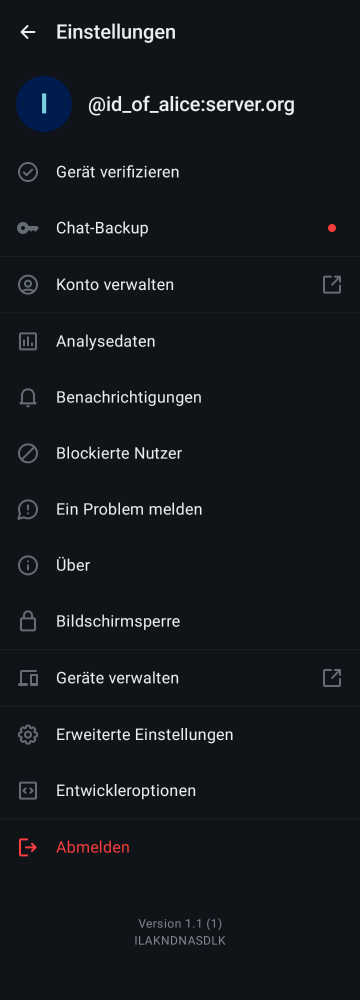 Einstellungen
I
@id_of_alice:server.org
Gerät verifizieren
Chat-Backup
Konto verwalten
Analysedaten
Benachrichtigungen
Blockierte Nutzer
Ein Problem melden
Über
Bildschirmsperre
Geräte verwalten
Erweiterte Einstellungen
Entwickleroptionen
Abmelden
Version 1.1 (1)
ILAKNDNASDLK